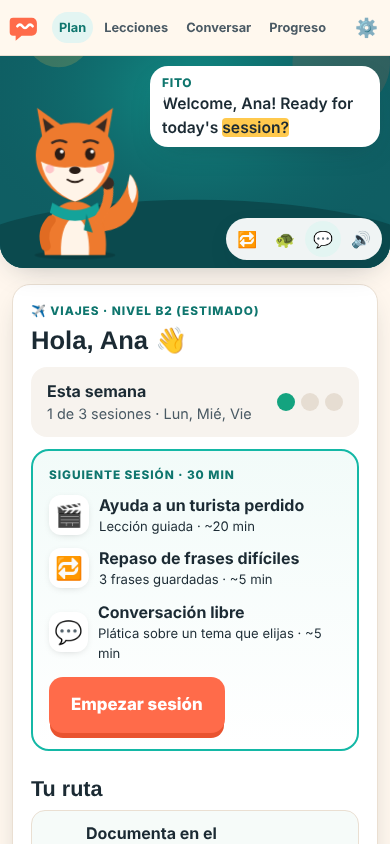 Plan Lecciones Conversar Progreso
FITO
Welcome, Ana! Ready for
today's session?
VIAJES · NIVEL B2 (ESTIMADO)
Hola, Ana 👋
Esta semana
1 de 3 sesiones · Lun, Mié, Vie
SIGUIENTE SESIÓN · 30 MIN
Ayuda a un turista perdido
Lección guiada · ~20 min
Repaso de frases difíciles
3 frases guardadas · ~5 min
Conversación libre
Plática sobre un tema que elijas · ~5
min
Empezar sesión
Tu ruta
Documenta en el